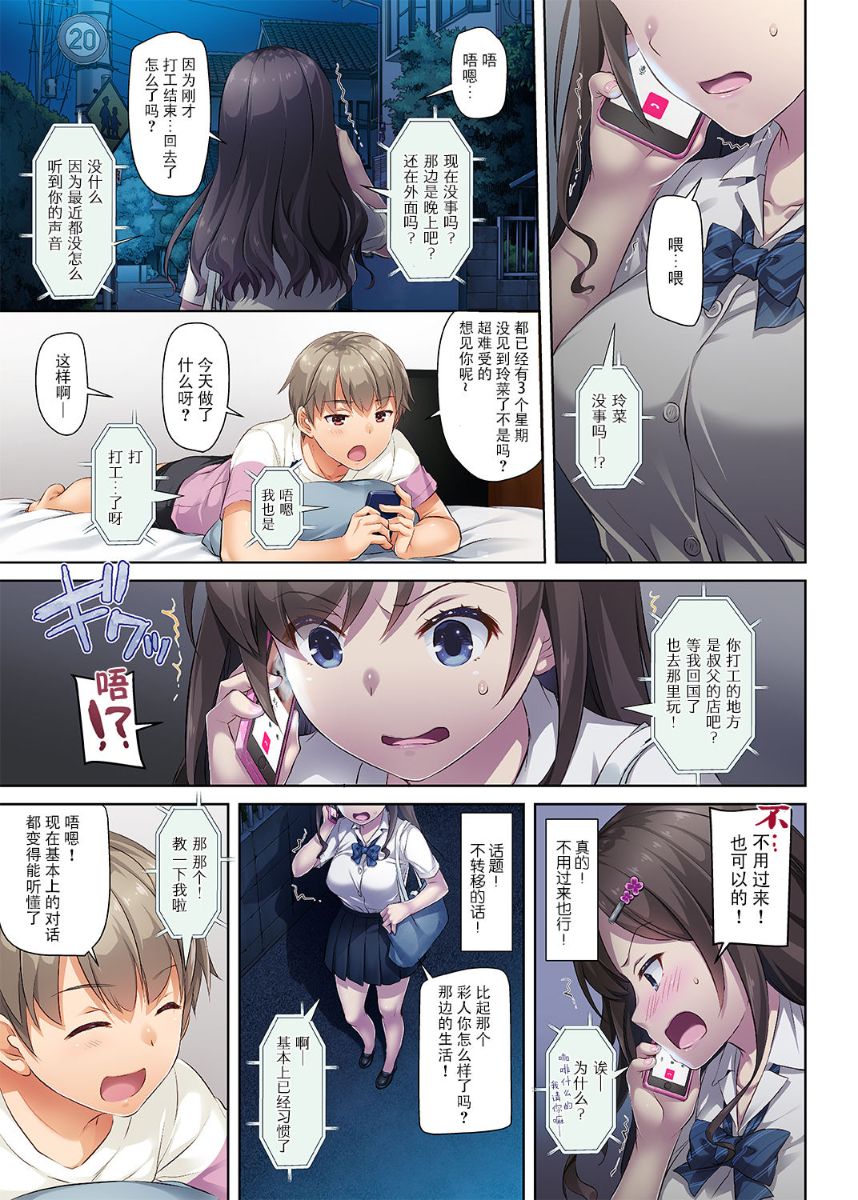 喂…喂
玲菜
没事吗—!?
唔
唔嗯…
现在没事吗？
那边是晚上吧？
还在外面吗？
因为刚才
打工结束…回去了
怎么了吗？
没什么
因为最近都没怎么
听到你的声音
20
都已经有3个星期
没见到玲菜了不是吗？
超难受的
想见你呢~
唔嗯
我也是
今天做了
什么呀？
打
打工…了呀
这样啊—
你打工的地方
是叔父的店吧？
等我回国了
也去那里玩！
ギクッ
唔!?
不…
不用过来！
也可以的！
真的！
不用过来也行！
诶—
为什么？
咖啡什么的
我请你嘛—
话题！
不转移的话！
比起那个
彩人你怎么样了吗？
那边的生活！
啊—
基本上已经习惯了
那 那个！
教一下我啦
唔嗯！
现在基本上的对话
都变得能听懂了